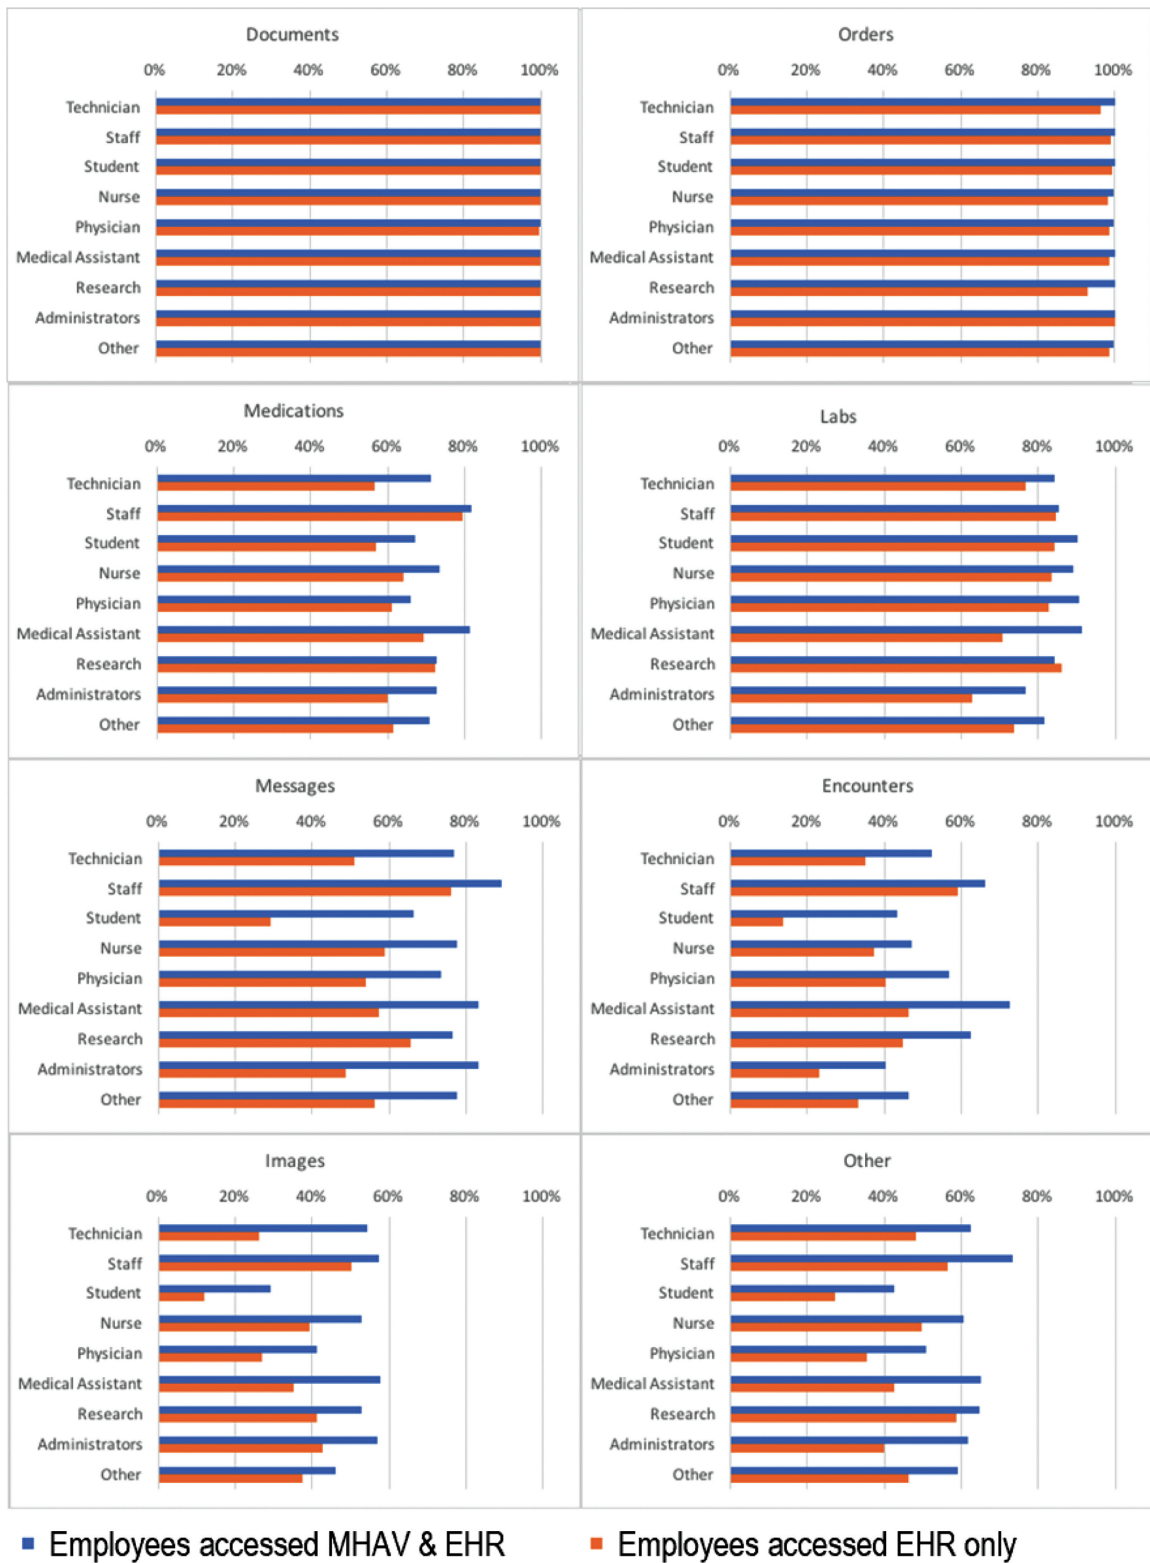 Documents
0% 20% 40% 60% 80% 100%
Technician
Staff
Student
Nurse
Physician
Medical Assistant
Research
Administrators
Other
Orders
0% 20% 40% 60% 80% 100%
Technician
Staff
Student
Nurse
Physician
Medical Assistant
Research
Administrators
Other
Medications
0% 20% 40% 60% 80% 100%
Technician
Staff
Student
Nurse
Physician
Medical Assistant
Research
Administrators
Other
Labs
0% 20% 40% 60% 80% 100%
Technician
Staff
Student
Nurse
Physician
Medical Assistant
Research
Administrators
Other
Messages
0% 20% 40% 60% 80% 100%
Technician
Staff
Student
Nurse
Physician
Medical Assistant
Research
Administrators
Other
Encounters
0% 20% 40% 60% 80% 100%
Technician
Staff
Student
Nurse
Physician
Medical Assistant
Research
Administrators
Other
Images
0% 20% 40% 60% 80% 100%
Technician
Staff
Student
Nurse
Physician
Medical Assistant
Research
Administrators
Other
Other
0% 20% 40% 60% 80% 100%
Technician
Staff
Student
Nurse
Physician
Medical Assistant
Research
Administrators
Other
Employees accessed MHAV & EHR
Employees accessed EHR only